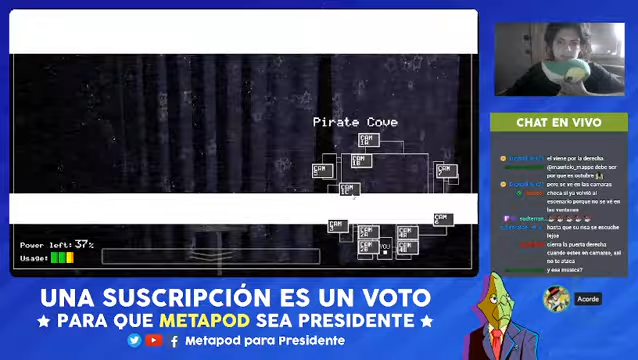 Pirate Cove
CAM
1A
CAM
1B
CAM
5
CAM
7
CAM
1C
CAM
3
CAM
6
CAM
2A
CAM
4A
CAM
2B
YOU
CAM
4B
Power left: 37%
Usage:
CHAT EN VIVO
el viene por la derecha
debe ser
por que es octubre
pero se ve en las camaras
checa si ya volvió al
escenario porque no se ve en
las ventanas
hasta que su risa se escuche
lejos
cierra la puerta derecha
cuando estes en camaras, asi
no te ataca
y esa musica?
Acorde
UNA SUSCRIPCIÓN ES UN VOTO
PARA QUE METAPOD SEA PRESIDENTE
Metapod para Presidente